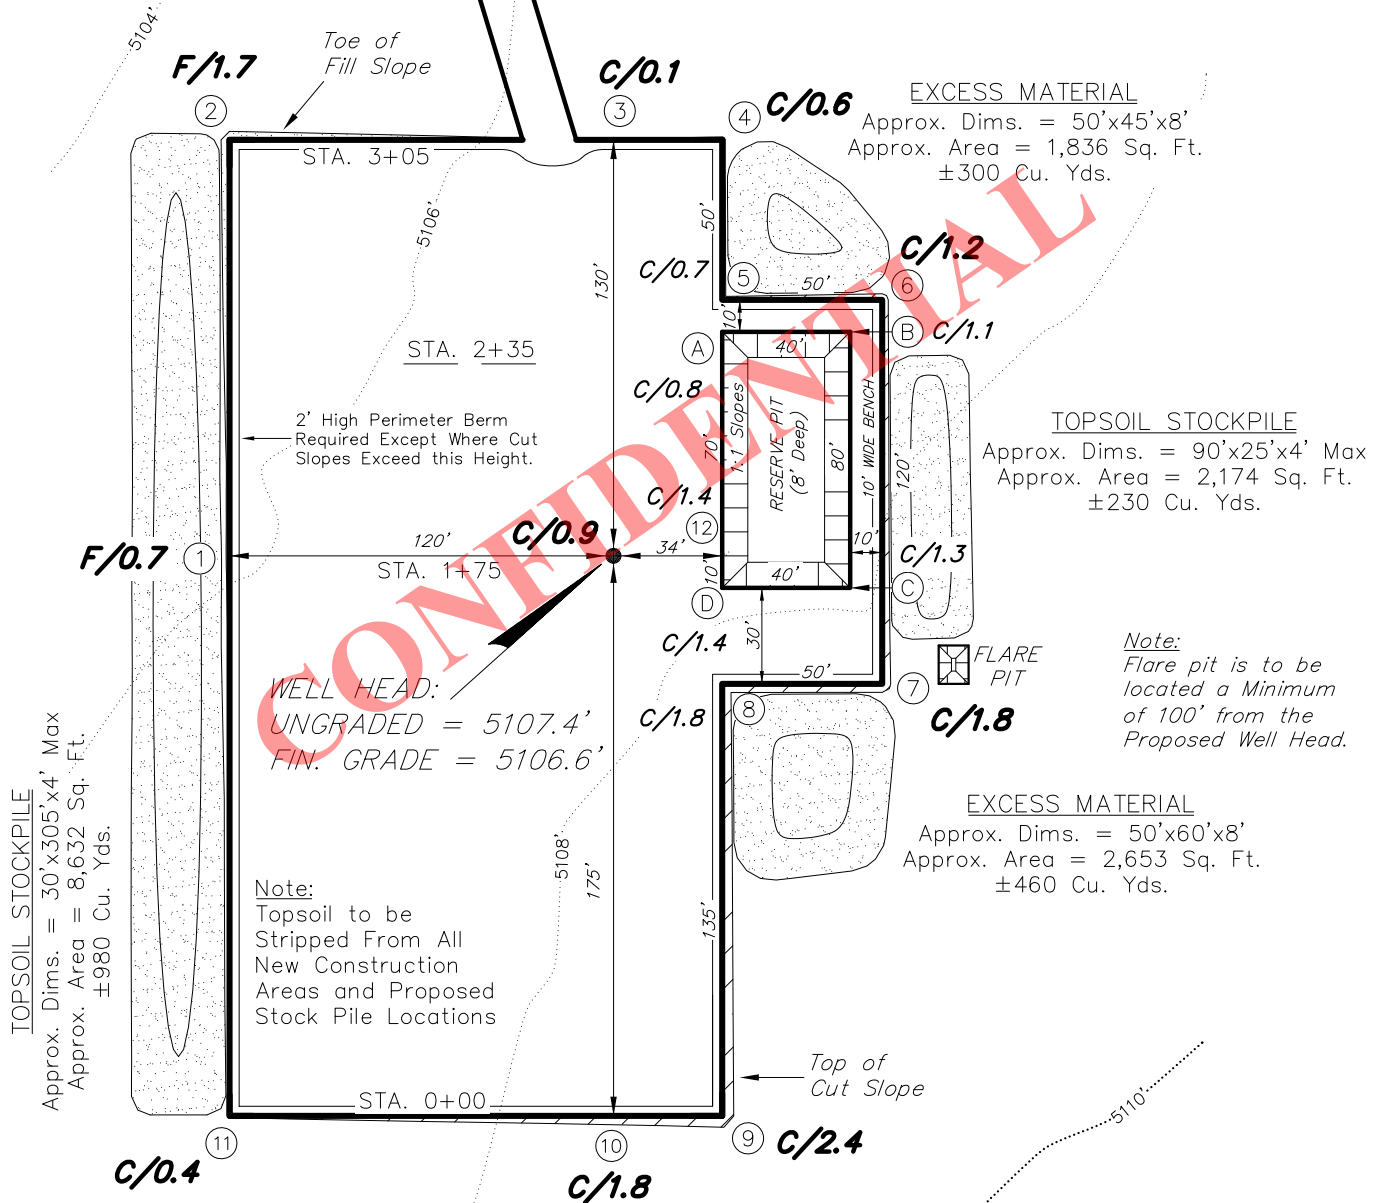 5104'
Toe of
Fill Slope
F/1.7
2
C/0.1
3
4
C/0.6
EXCESS MATERIAL
Approx. Dims. = 50'x45'x8'
Approx. Area = 1,836 Sq. Ft.
±300 Cu. Yds.
STA. 3+05
5106'
50'
130'
C/0.7
5
50'
C/1.2
6
10'
A
40'
B
C/1.1
STA. 2+35
C/0.8
2' High Perimeter Berm
Required Except Where Cut
Slopes Exceed this Height.
70'
1:1 Slopes
RESERVE PIT
(8' Deep)
80'
10' WIDE BENCH
120'
TOPSOIL STOCKPILE
Approx. Dims. = 90'x25'x4' Max
Approx. Area = 2,174 Sq. Ft.
±230 Cu. Yds.
C/1.4
12
F/0.7
1
120'
C/0.9
34'
10'
C/1.3
STA. 1+75
10'
40'
D
C
CONFIDENTIAL
C/1.4
30'
FLARE
PIT
Note:
Flare pit is to be
located a Minimum
of 100' from the
Proposed Well Head.
50'
7
C/1.8
WELL HEAD:
UNGRADED = 5107.4'
FIN. GRADE = 5106.6'
C/1.8
8
TOPSOIL STOCKPILE
Approx. Dims. = 30'x305'x4' Max
Approx. Area = 8,632 Sq. Ft.
±980 Cu. Yds.
EXCESS MATERIAL
Approx. Dims. = 50'x60'x8'
Approx. Area = 2,653 Sq. Ft.
±460 Cu. Yds.
5108'
175'
135'
Note:
Topsoil to be
Stripped From All
New Construction
Areas and Proposed
Stock Pile Locations
Top of
Cut Slope
STA. 0+00
5110'
11
C/0.4
10
C/1.8
9
C/2.4